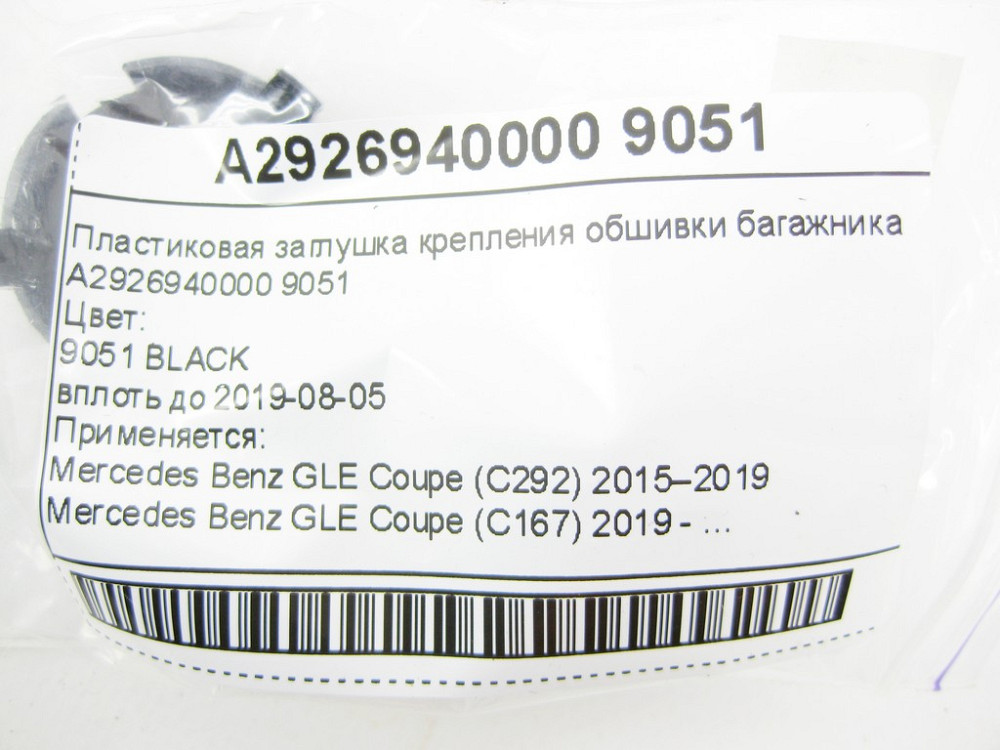 A2926940000 9051
Пластиковая заглушка крепления обшивки багажника
A2926940000 9051
Цвет:
9051 BLACK
вплоть до 2019-08-05
Применяется:
Mercedes Benz GLE Coupe (C292) 2015–2019
Mercedes Benz GLE Coupe (C167) 2019 - ...